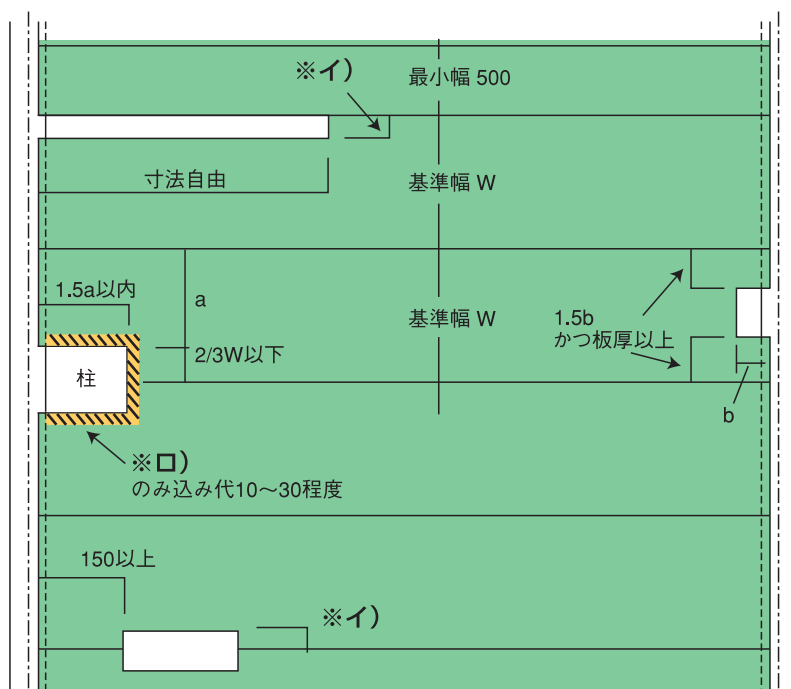 ※イ)
最小幅 500
寸法自由
基準幅 W
1.5a以内
a
基準幅 W
1.5b
かつ板厚以上
2/3W以下
柱
b
※ロ)
のみ込み代10～30程度
150以上
※イ)